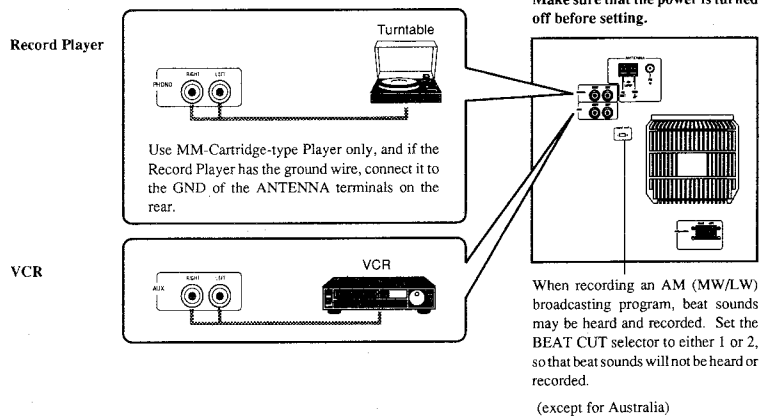 Make sure that the power is turned
off before setting.
Record Player
Turntable
RIGHT LEFT
PHONO
Use MM-Cartridge-type Player only, and if the
Record Player has the ground wire, connect it to
the GND of the ANTENNA terminals on the
rear.
ANTENNA
VCR
VCR
RIGHT LEFT
AUX
When recording an AM (MW/LW)
broadcasting program, beat sounds
may be heard and recorded. Set the
BEAT CUT selector to either 1 or 2,
so that beat sounds will not be heard or
recorded.
(except for Australia)